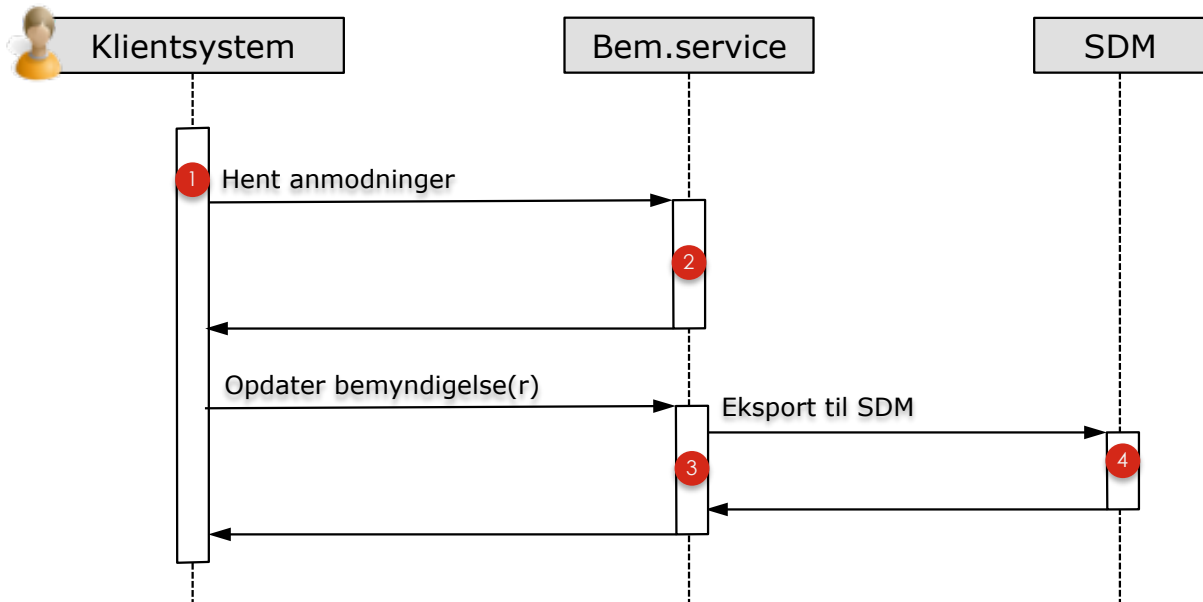 Klientsystem
Bem.service
SDM
1
Hent anmodninger
2
Opdater bemyndigelse(r)
Eksport til SDM
3
4